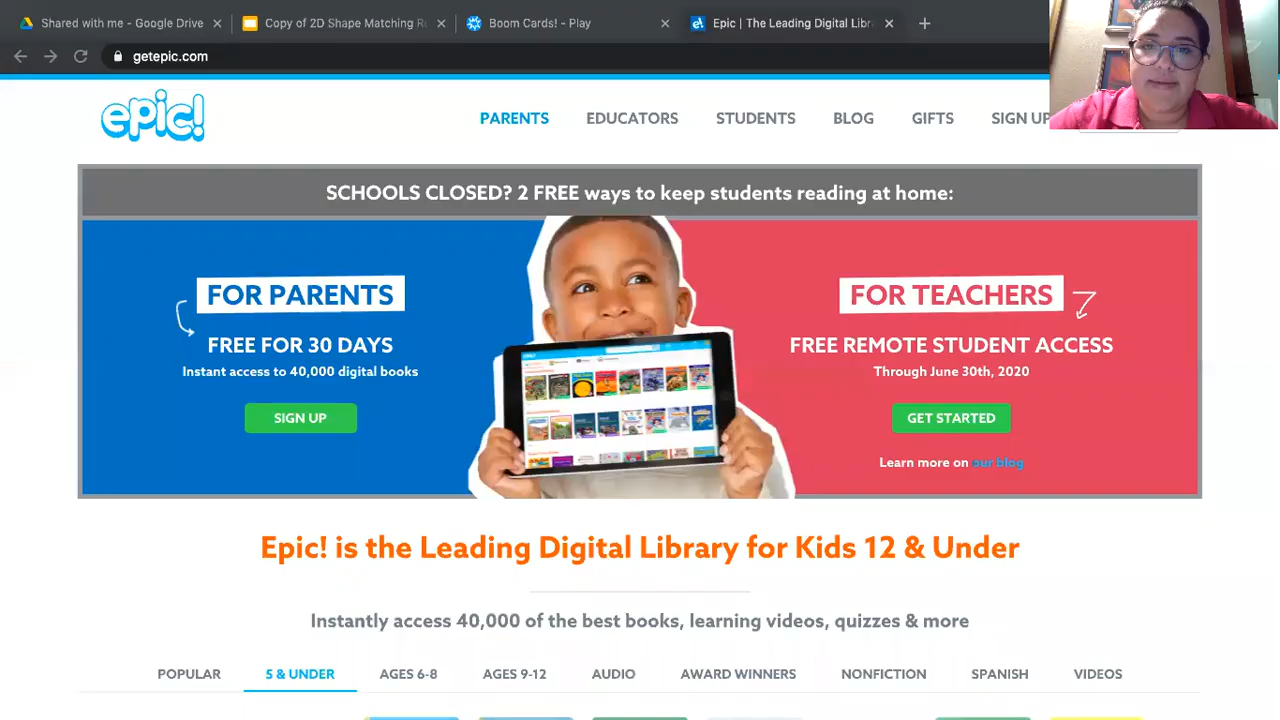 Shared with me - Google Drive
Copy of 2D Shape Matching Ru
Boom Cards! - Play
Epic | The Leading Digital Libr
getepic.com
epic!
PARENTS
EDUCATORS
STUDENTS
BLOG
GIFTS
SIGN UP
SCHOOLS CLOSED? 2 FREE ways to keep students reading at home:
FOR PARENTS
FREE FOR 30 DAYS
Instant access to 40,000 digital books
SIGN UP
FOR TEACHERS
FREE REMOTE STUDENT ACCESS
Through June 30th, 2020
GET STARTED
Learn more on our blog
Epic! is the Leading Digital Library for Kids 12 & Under
Instantly access 40,000 of the best books, learning videos, quizzes & more
POPULAR
5 & UNDER
AGES 6-8
AGES 9-12
AUDIO
AWARD WINNERS
NONFICTION
SPANISH
VIDEOS